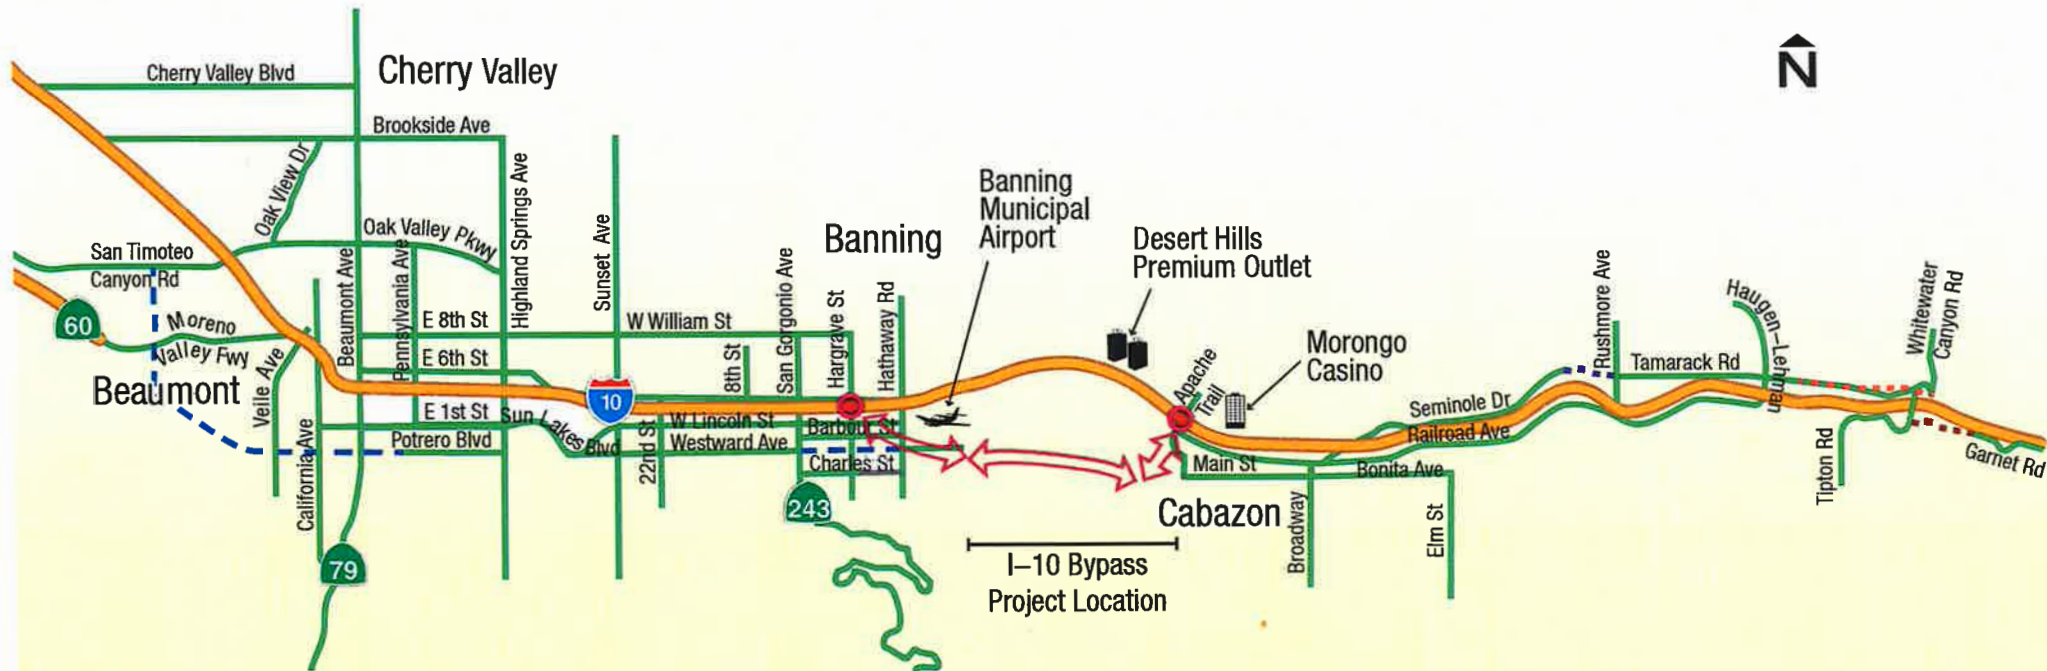 Cherry Valley Blvd
Cherry Valley
N
Brookside Ave
Oak View Dr
Highland Springs Ave
Sunset Ave
Banning
Municipal
Airport
Oak Valley Pkwy
Banning
Desert Hills
Premium Outlet
San Timoteo
Canyon Rd
Beaumont Ave
Pennsylvania Ave
San Gorgonio Ave
Hargrave St
Hathaway Rd
Rushmore Ave
Haugen-Lehman
Whitewater
Canyon Rd
60
Moreno
Valley Fwy
E 8th St
W William St
Apache
Trail
Morongo
Casino
Tamarack Rd
Beaumont
Veile Ave
E 6th St
8th St
10
E 1st St
Sun Lakes
Blvd
W Lincoln St
Barbour St
Seminole Dr
Railroad Ave
California Ave
Potrero Blvd
22nd St
Westward Ave
Charles St
Main St
Bonita Ave
Tipton Rd
Garnet Rd
243
Cabazon
Broadway
Elm St
79
I-10 Bypass
Project Location